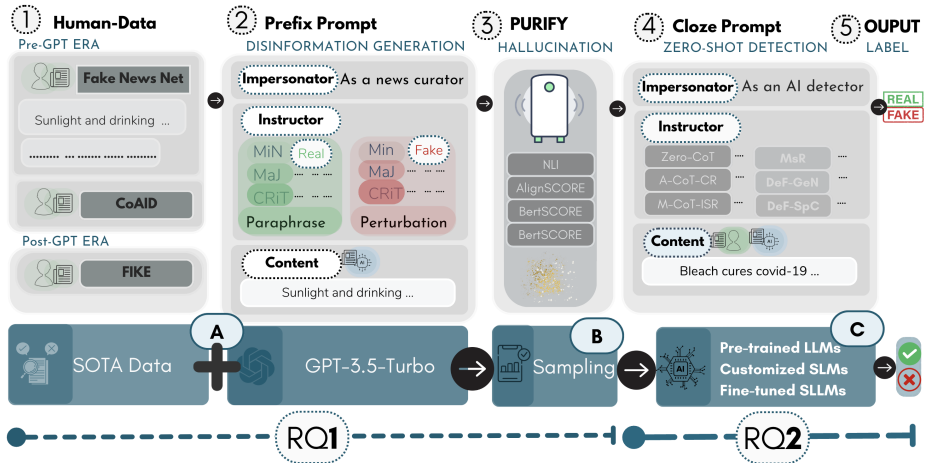 1 Human-Data
Pre-GPT ERA
Fake News Net
Sunlight and drinking ...
......... ... ....... ...... .........
CoAID
Post-GPT ERA
FIKE
2 Prefix Prompt
DISINFORMATION GENERATION
Impersonator As a news curator
Instructor
MiN Real
MaJ .... ... ...
CRiT .... ... ...
Paraphrase
Min Fake
MaJ .... ... ...
CRiT .... ... ...
Perturbation
Content AI
Sunlight and drinking ...
3 PURIFY
HALLUCINATION
NLI
AlignSCORE
BertSCORE
BertSCORE
4 Cloze Prompt
ZERO-SHOT DETECTION
Impersonator As an AI detector
Instructor
Zero-CoT .... MsR ....
A-CoT-CR .... DeF-GeN ....
M-CoT-ISR .... DeF-SpC ....
Content AI
Bleach cures covid-19 ...
5 OUPUT
LABEL
REAL
FAKE
SOTA Data
A
GPT-3.5-Turbo
Sampling
B
AI
Pre-trained LLMs
Customized SLMs
Fine-tuned SLLMs
C
RQ1
RQ2